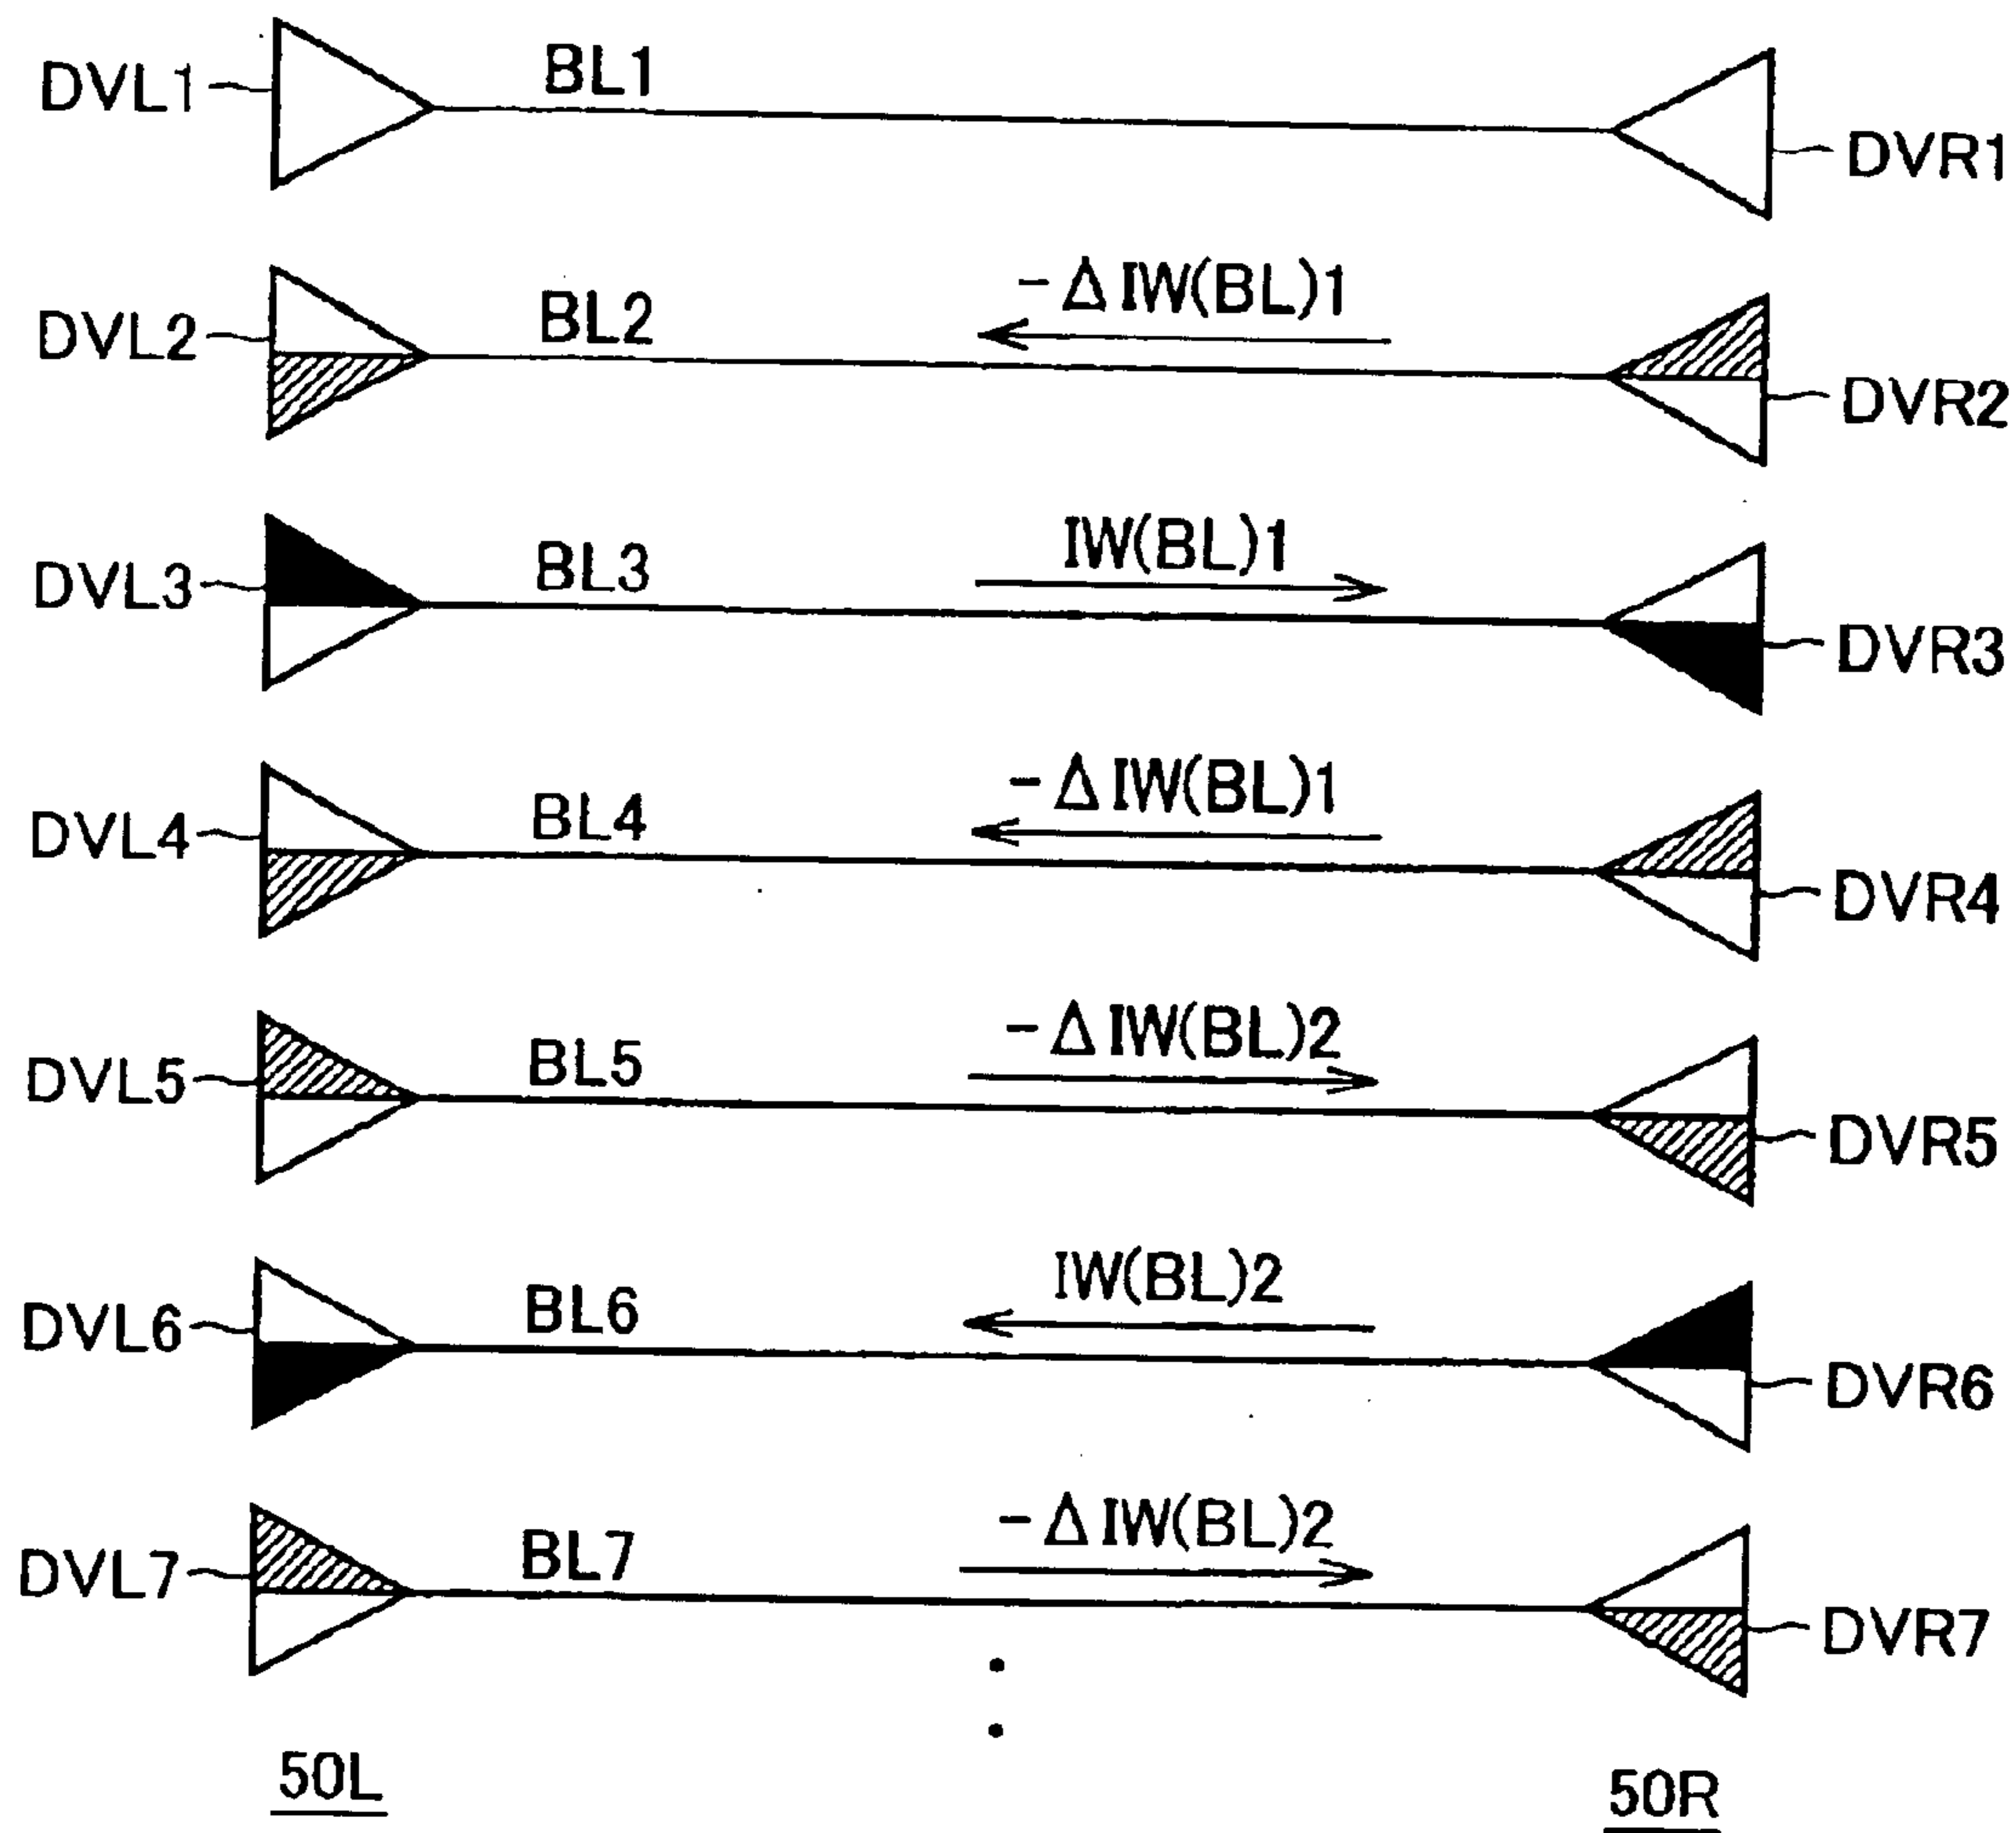 DVL1 BL1 DVR1
DVL2 BL2 -ΔIW(BL)1 DVR2
DVL3 BL3 IW(BL)1 DVR3
DVL4 BL4 -ΔIW(BL)1 DVR4
DVL5 BL5 -ΔIW(BL)2 DVR5
DVL6 BL6 IW(BL)2 DVR6
DVL7 BL7 -ΔIW(BL)2 DVR7
50L 50R